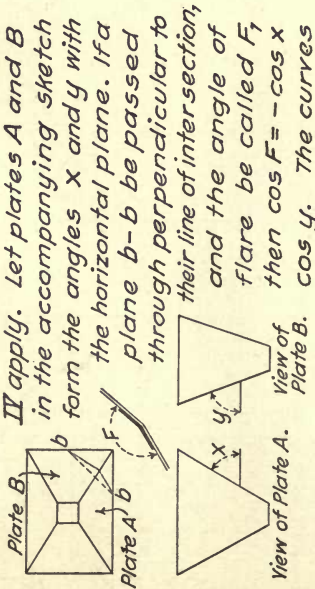 IV apply. Let plates A and B
in the accompanying sketch
form the angles x and y with
the horizontal plane. If a
plane b-b be passed
through perpendicular to
their line of intersection,
and the angle of
flare be called F,
then cos F = - cos x
cos y. The curves
Plate B
b
b
Plate A
F
x
View of Plate A.
y
View of
Plate B.